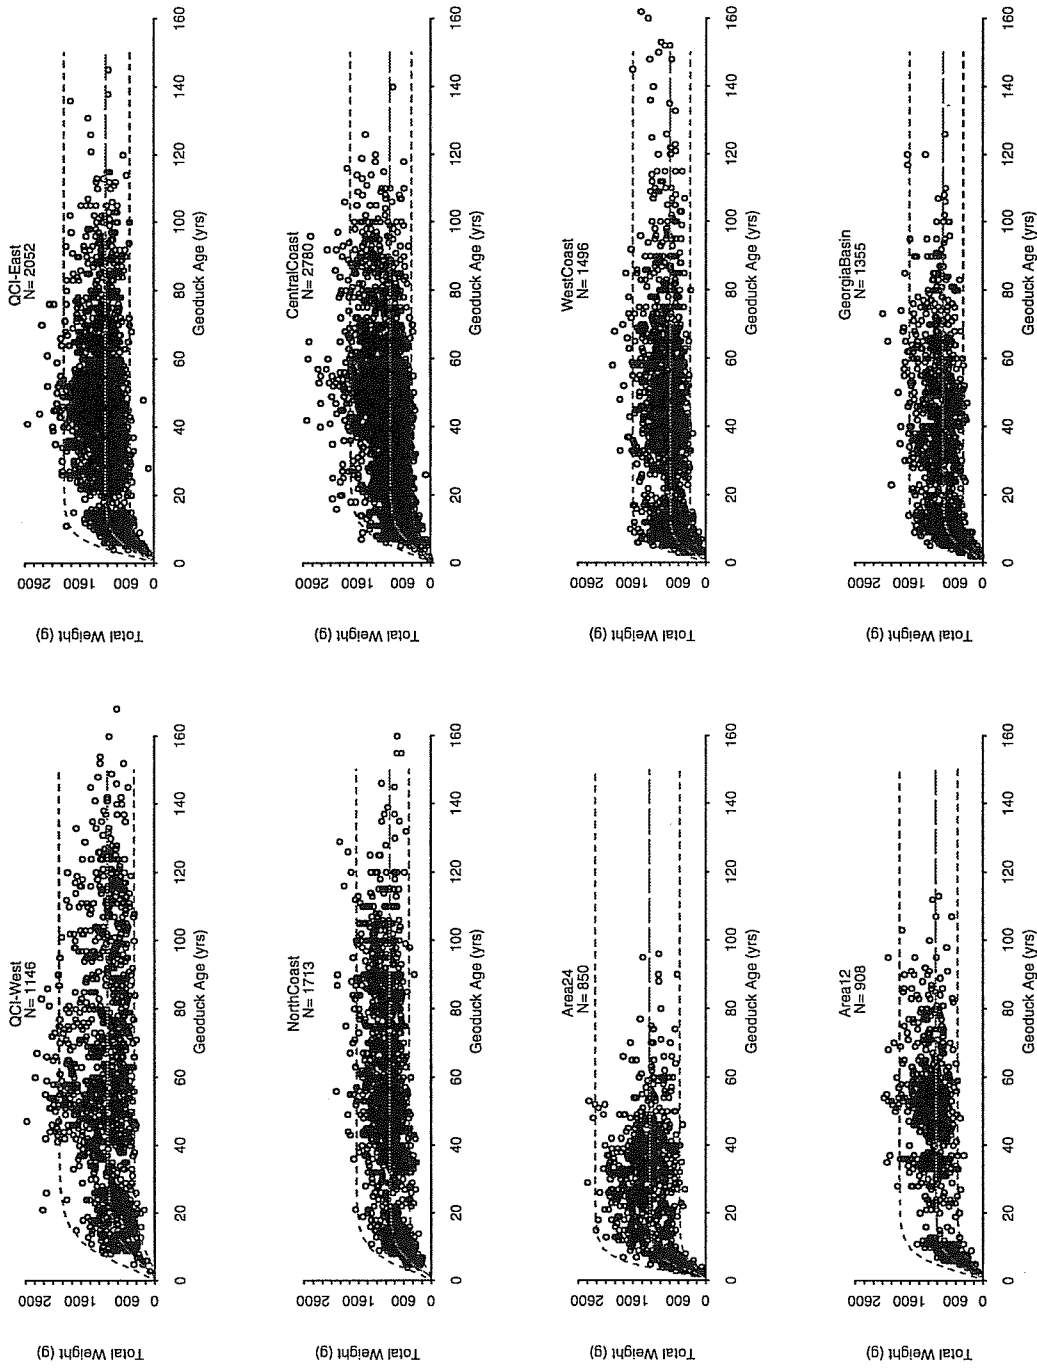 QCI-West
N= 1146
Total Weight (g)
0 600 1600 2600
0 20 40 60 80 100 120 140 160
Geoduck Age (yrs)
QCI-East
N= 2052
Total Weight (g)
0 600 1600 2600
0 20 40 60 80 100 120 140 160
Geoduck Age (yrs)
NorthCoast
N= 1713
Total Weight (g)
0 600 1600 2600
0 20 40 60 80 100 120 140 160
Geoduck Age (yrs)
CentralCoast
N= 2780
Total Weight (g)
0 600 1600 2600
0 20 40 60 80 100 120 140 160
Geoduck Age (yrs)
Area24
N= 850
Total Weight (g)
0 600 1600 2600
0 20 40 60 80 100 120 140 160
Geoduck Age (yrs)
WestCoast
N= 1496
Total Weight (g)
0 600 1600 2600
0 20 40 60 80 100 120 140 160
Geoduck Age (yrs)
Area12
N= 908
Total Weight (g)
0 600 1600 2600
0 20 40 60 80 100 120 140 160
Geoduck Age (yrs)
GeorgiaBasin
N= 1355
Total Weight (g)
0 600 1600 2600
0 20 40 60 80 100 120 140 160
Geoduck Age (yrs)